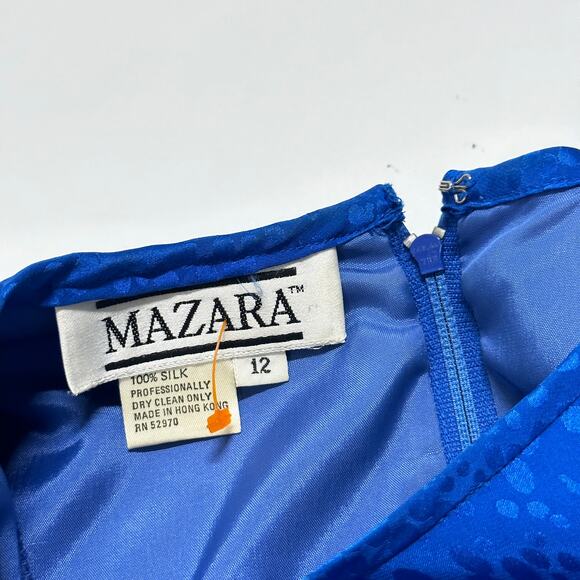 MAZARA™
12
100% SILK
PROFESSIONALLY
DRY CLEAN ONLY
MADE IN HONG KONG
RN 52970